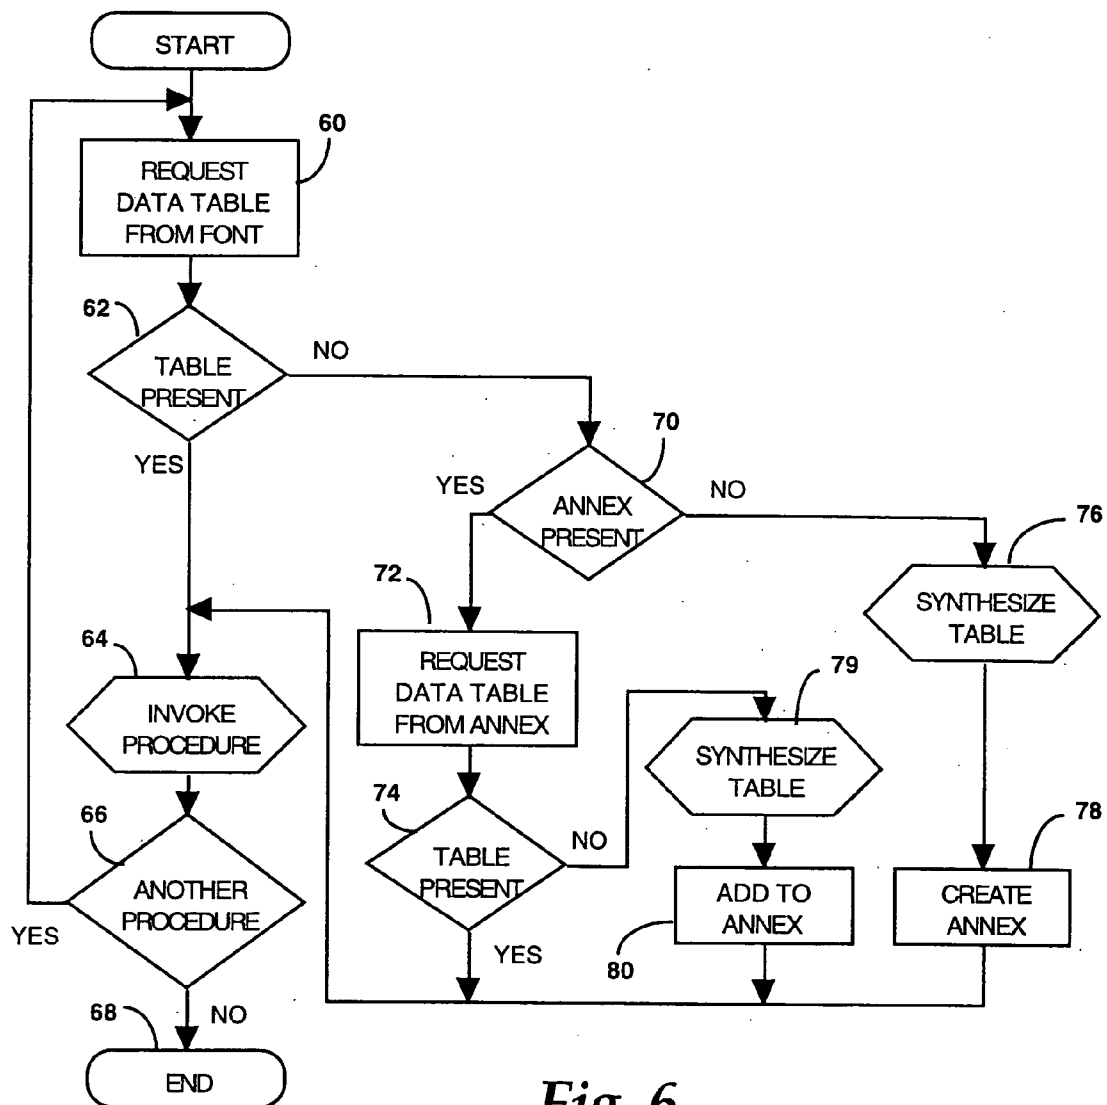 START
60
REQUEST
DATA TABLE
FROM FONT
62
TABLE
PRESENT
NO
YES
70
ANNEX
PRESENT
YES
NO
76
SYNTHESIZE
TABLE
72
REQUEST
DATA TABLE
FROM ANNEX
64
INVOKE
PROCEDURE
79
SYNTHESIZE
TABLE
74
TABLE
PRESENT
NO
YES
66
ANOTHER
PROCEDURE
YES
NO
ADD TO
ANNEX
80
78
CREATE
ANNEX
68
END
Fig. 6